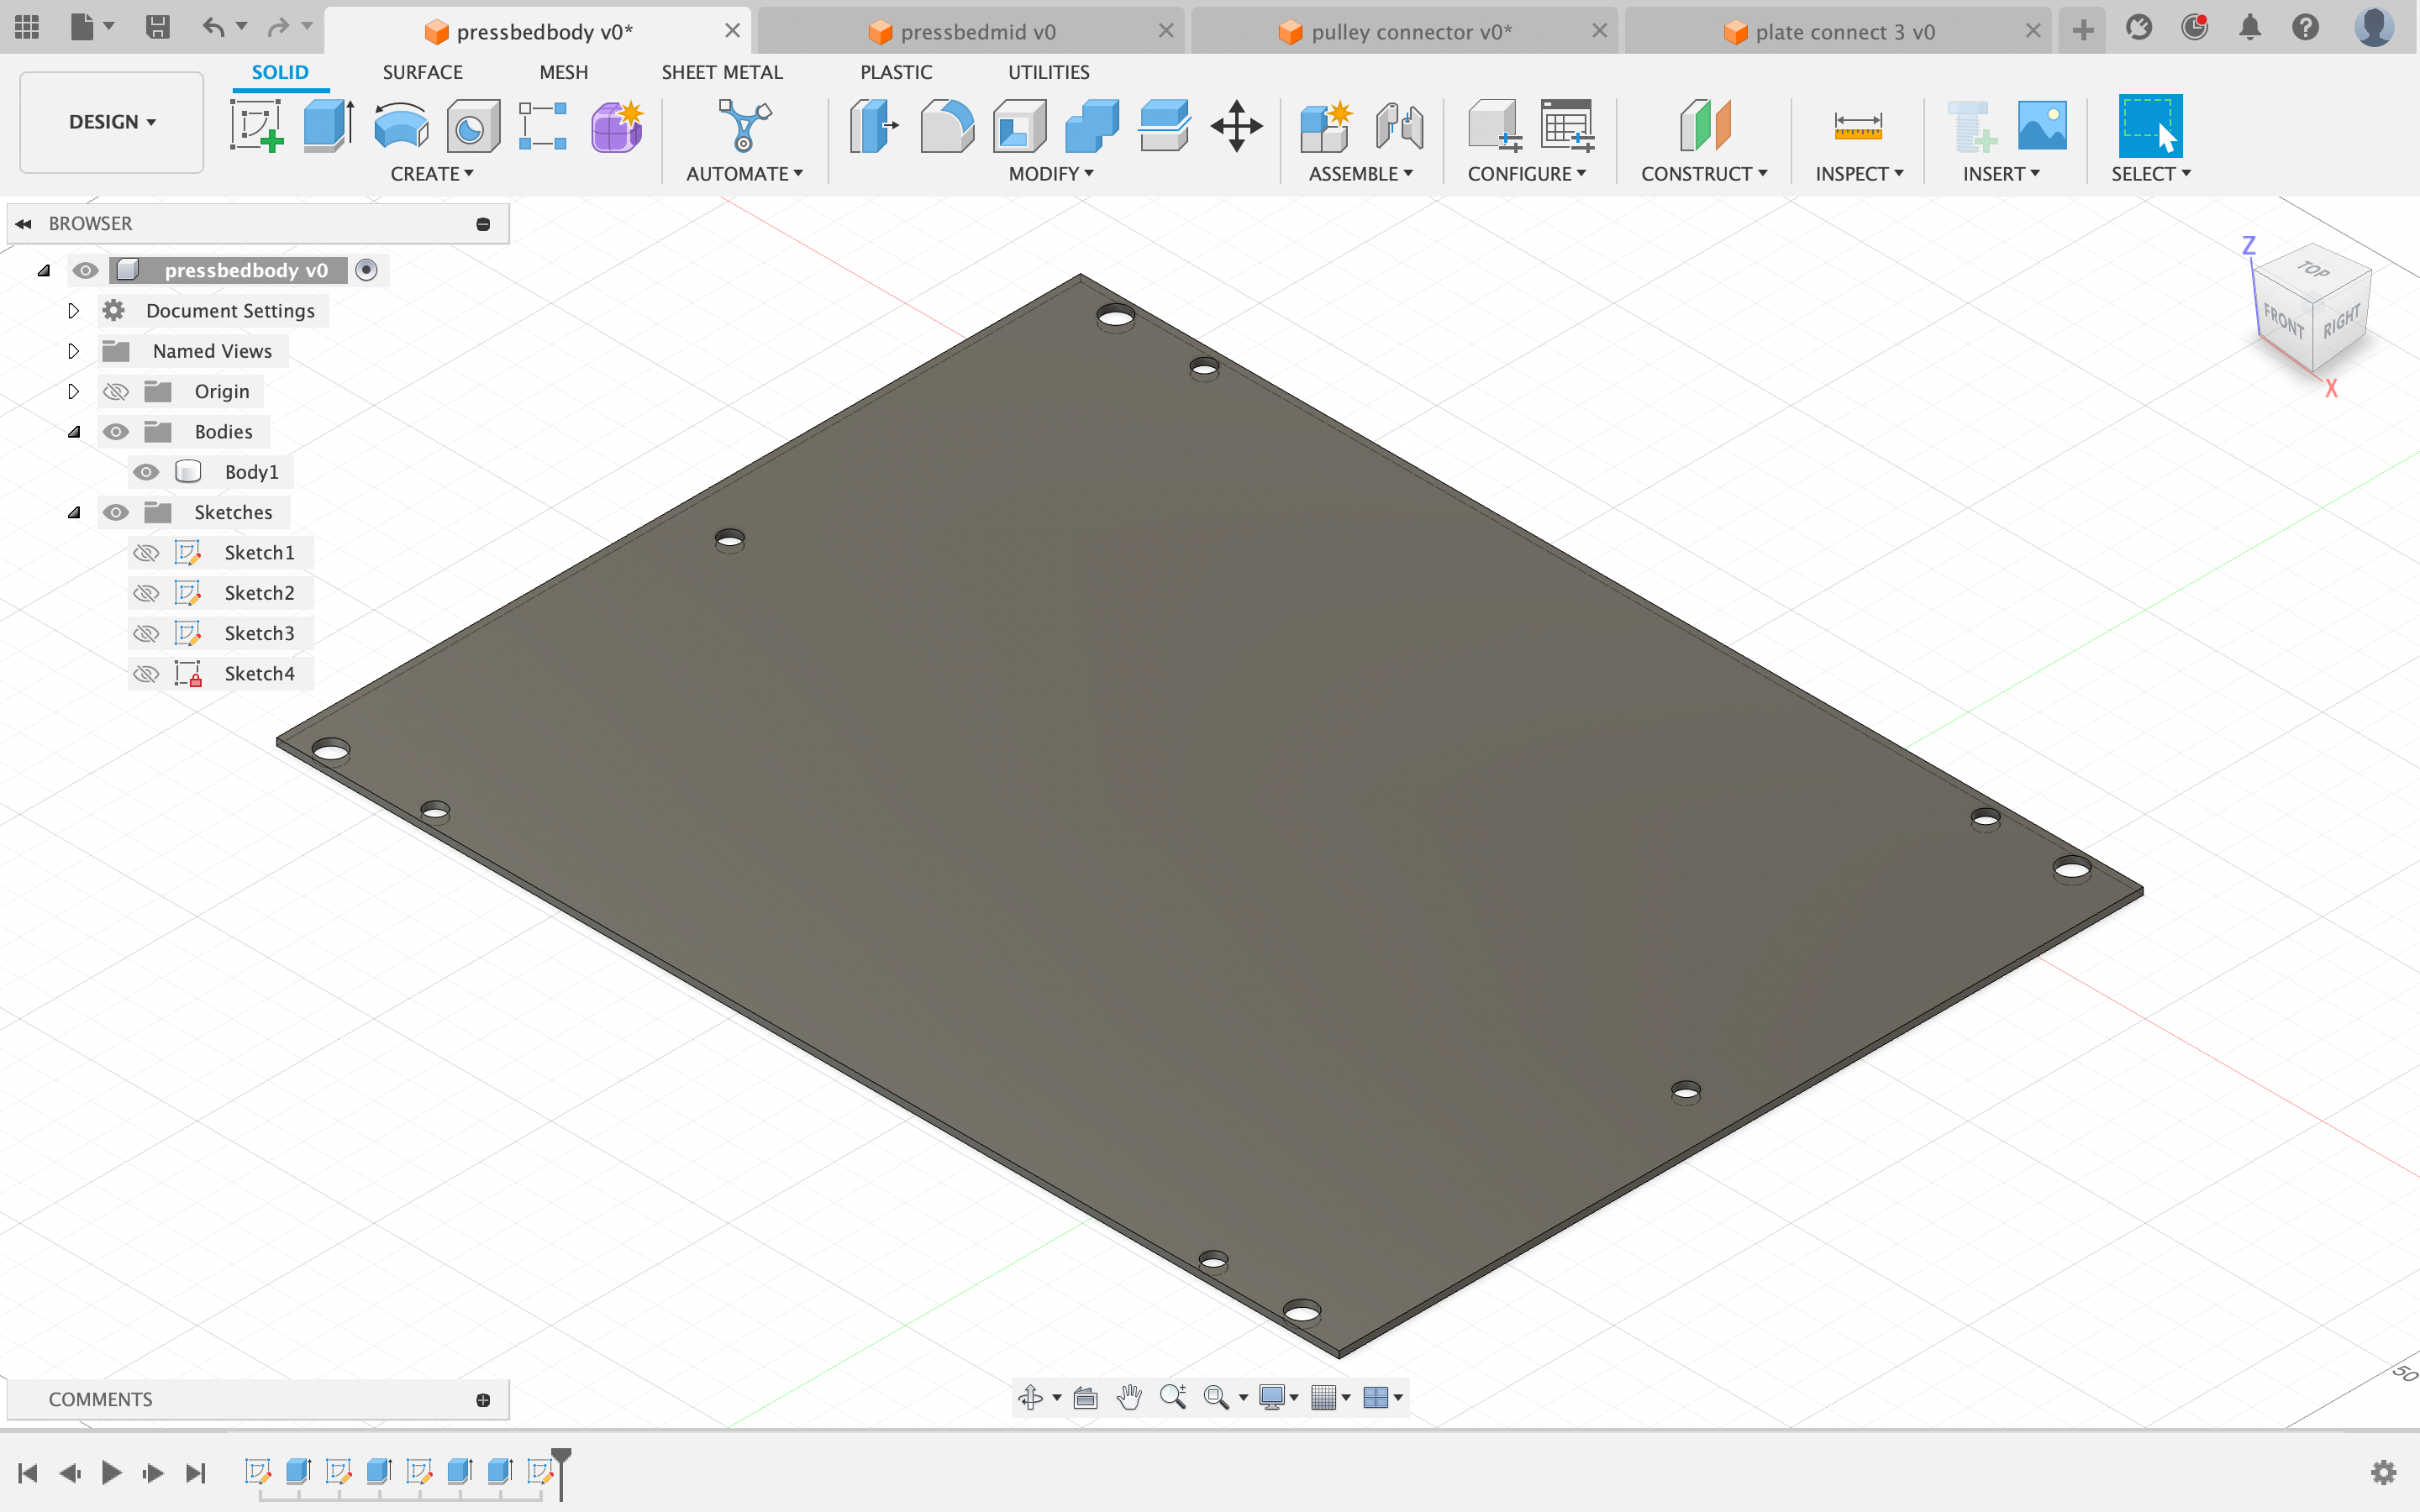 pressbedbody v0*
pressbedmid v0
pulley connector v0*
plate connect 3 v0
SOLID
SURFACE
MESH
SHEET METAL
PLASTIC
UTILITIES
DESIGN
CREATE
AUTOMATE
MODIFY
ASSEMBLE
CONFIGURE
CONSTRUCT
INSPECT
INSERT
SELECT
BROWSER
pressbedbody v0
Document Settings
Named Views
Origin
Bodies
Body1
Sketches
Sketch1
Sketch2
Sketch3
Sketch4
Z
TOP
FRONT
RIGHT
X
50
COMMENTS